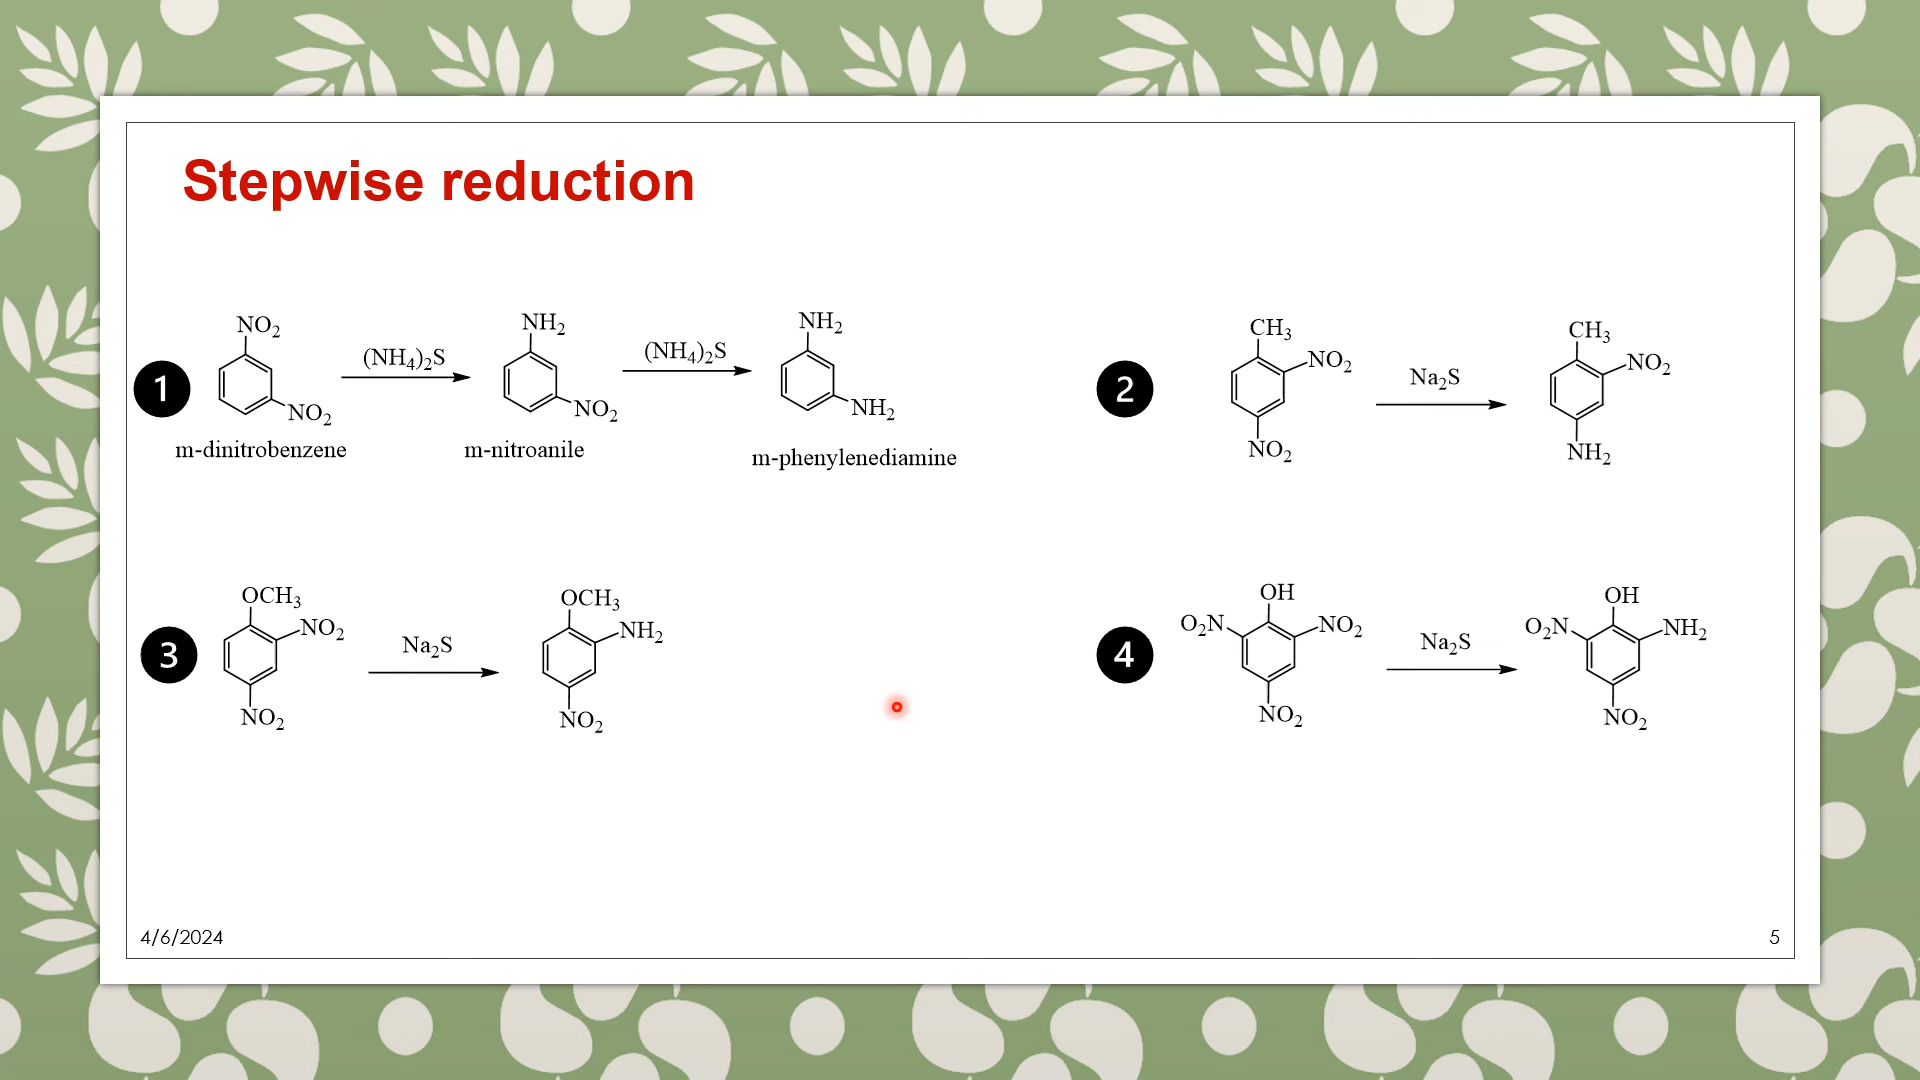 Stepwise reduction
1
NO₂
NO₂
m-dinitrobenzene
(NH₄)₂S
NH₂
NO₂
m-nitroanile
(NH₄)₂S
NH₂
NH₂
m-phenylenediamine
2
CH₃
NO₂
NO₂
Na₂S
CH₃
NO₂
NH₂
3
OCH₃
NO₂
NO₂
Na₂S
OCH₃
NH₂
NO₂
4
OH
O₂N
NO₂
NO₂
Na₂S
OH
O₂N
NH₂
NO₂
4/6/2024
5